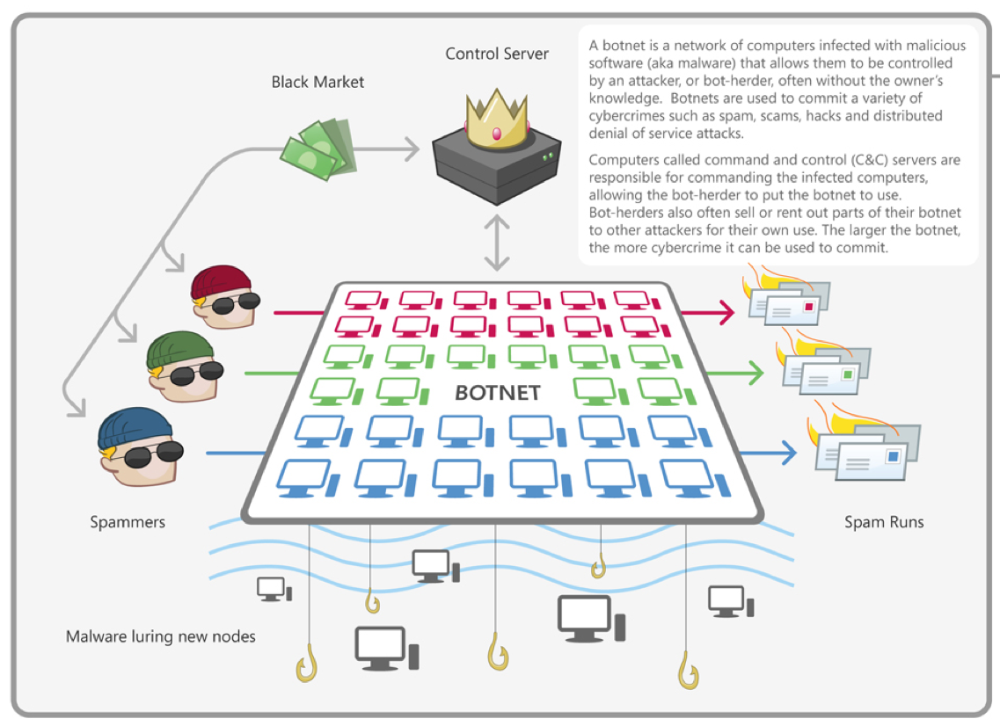 Control Server
Black Market
A botnet is a network of computers infected with malicious
software (aka malware) that allows them to be controlled
by an attacker, or bot-herder, often without the owner’s
knowledge.  Botnets are used to commit a variety of
cybercrimes such as spam, scams, hacks and distributed
denial of service attacks.
Computers called command and control (C&C) servers are
responsible for commanding the infected computers,
allowing the bot-herder to put the botnet to use.
Bot-herders also often sell or rent out parts of their botnet
to other attackers for their own use. The larger the botnet,
the more cybercrime it can be used to commit.
BOTNET
Spammers
Spam Runs
Malware luring new nodes